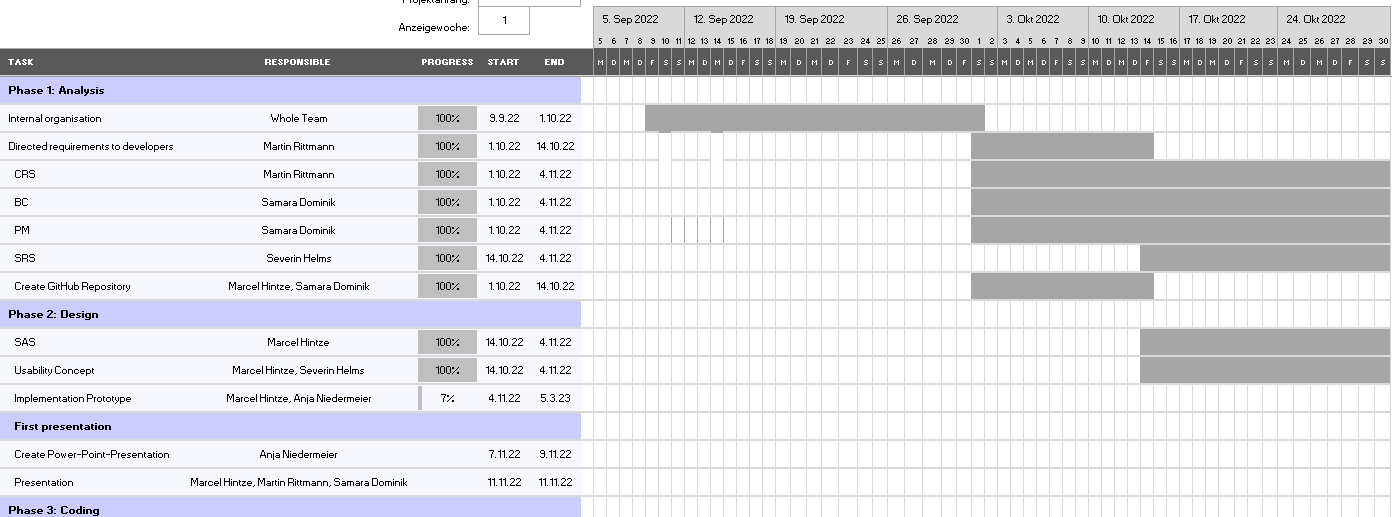 Projektanfang:
Anzeigewoche: 1
5. Sep 2022 12. Sep 2022 19. Sep 2022 26. Sep 2022 3. Okt 2022 10. Okt 2022 17. Okt 2022 24. Okt 2022
5 6 7 8 9 10 11 12 13 14 15 16 17 18 19 20 21 22 23 24 25 26 27 28 29 30 1 2 3 4 5 6 7 8 9 10 11 12 13 14 15 16 17 18 19 20 21 22 23 24 25 26 27 28 29 30
TASK RESPONSIBLE PROGRESS START END M D M D F S S M D M D F S S M D M D F S S M D M D F S S M D M D F S S M D M D F S S M D M D F S S M D M D F S S
Phase 1: Analysis
Internal organisation Whole Team 100% 9.9.22 1.10.22
Directed requirements to developers Martin Rittmann 100% 1.10.22 14.10.22
CRS Martin Rittmann 100% 1.10.22 4.11.22
BC Samara Dominik 100% 1.10.22 4.11.22
PM Samara Dominik 100% 1.10.22 4.11.22
SRS Severin Helms 100% 14.10.22 4.11.22
Create GitHub Repository Marcel Hintze, Samara Dominik 100% 1.10.22 14.10.22
Phase 2: Design
SAS Marcel Hintze 100% 14.10.22 4.11.22
Usability Concept Marcel Hintze, Severin Helms 100% 14.10.22 4.11.22
Implementation Prototype Marcel Hintze, Anja Niedermeier 7% 4.11.22 5.3.23
First presentation
Create Power-Point-Presentation Anja Niedermeier 7.11.22 9.11.22
Presentation Marcel Hintze, Martin Rittmann, Samara Dominik 11.11.22 11.11.22
Phase 3: Coding